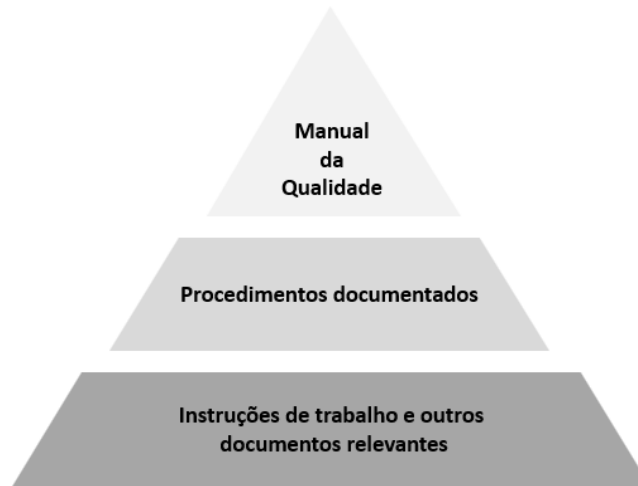 Manual
da
Qualidade
Procedimentos documentados
Instruções de trabalho e outros
documentos relevantes